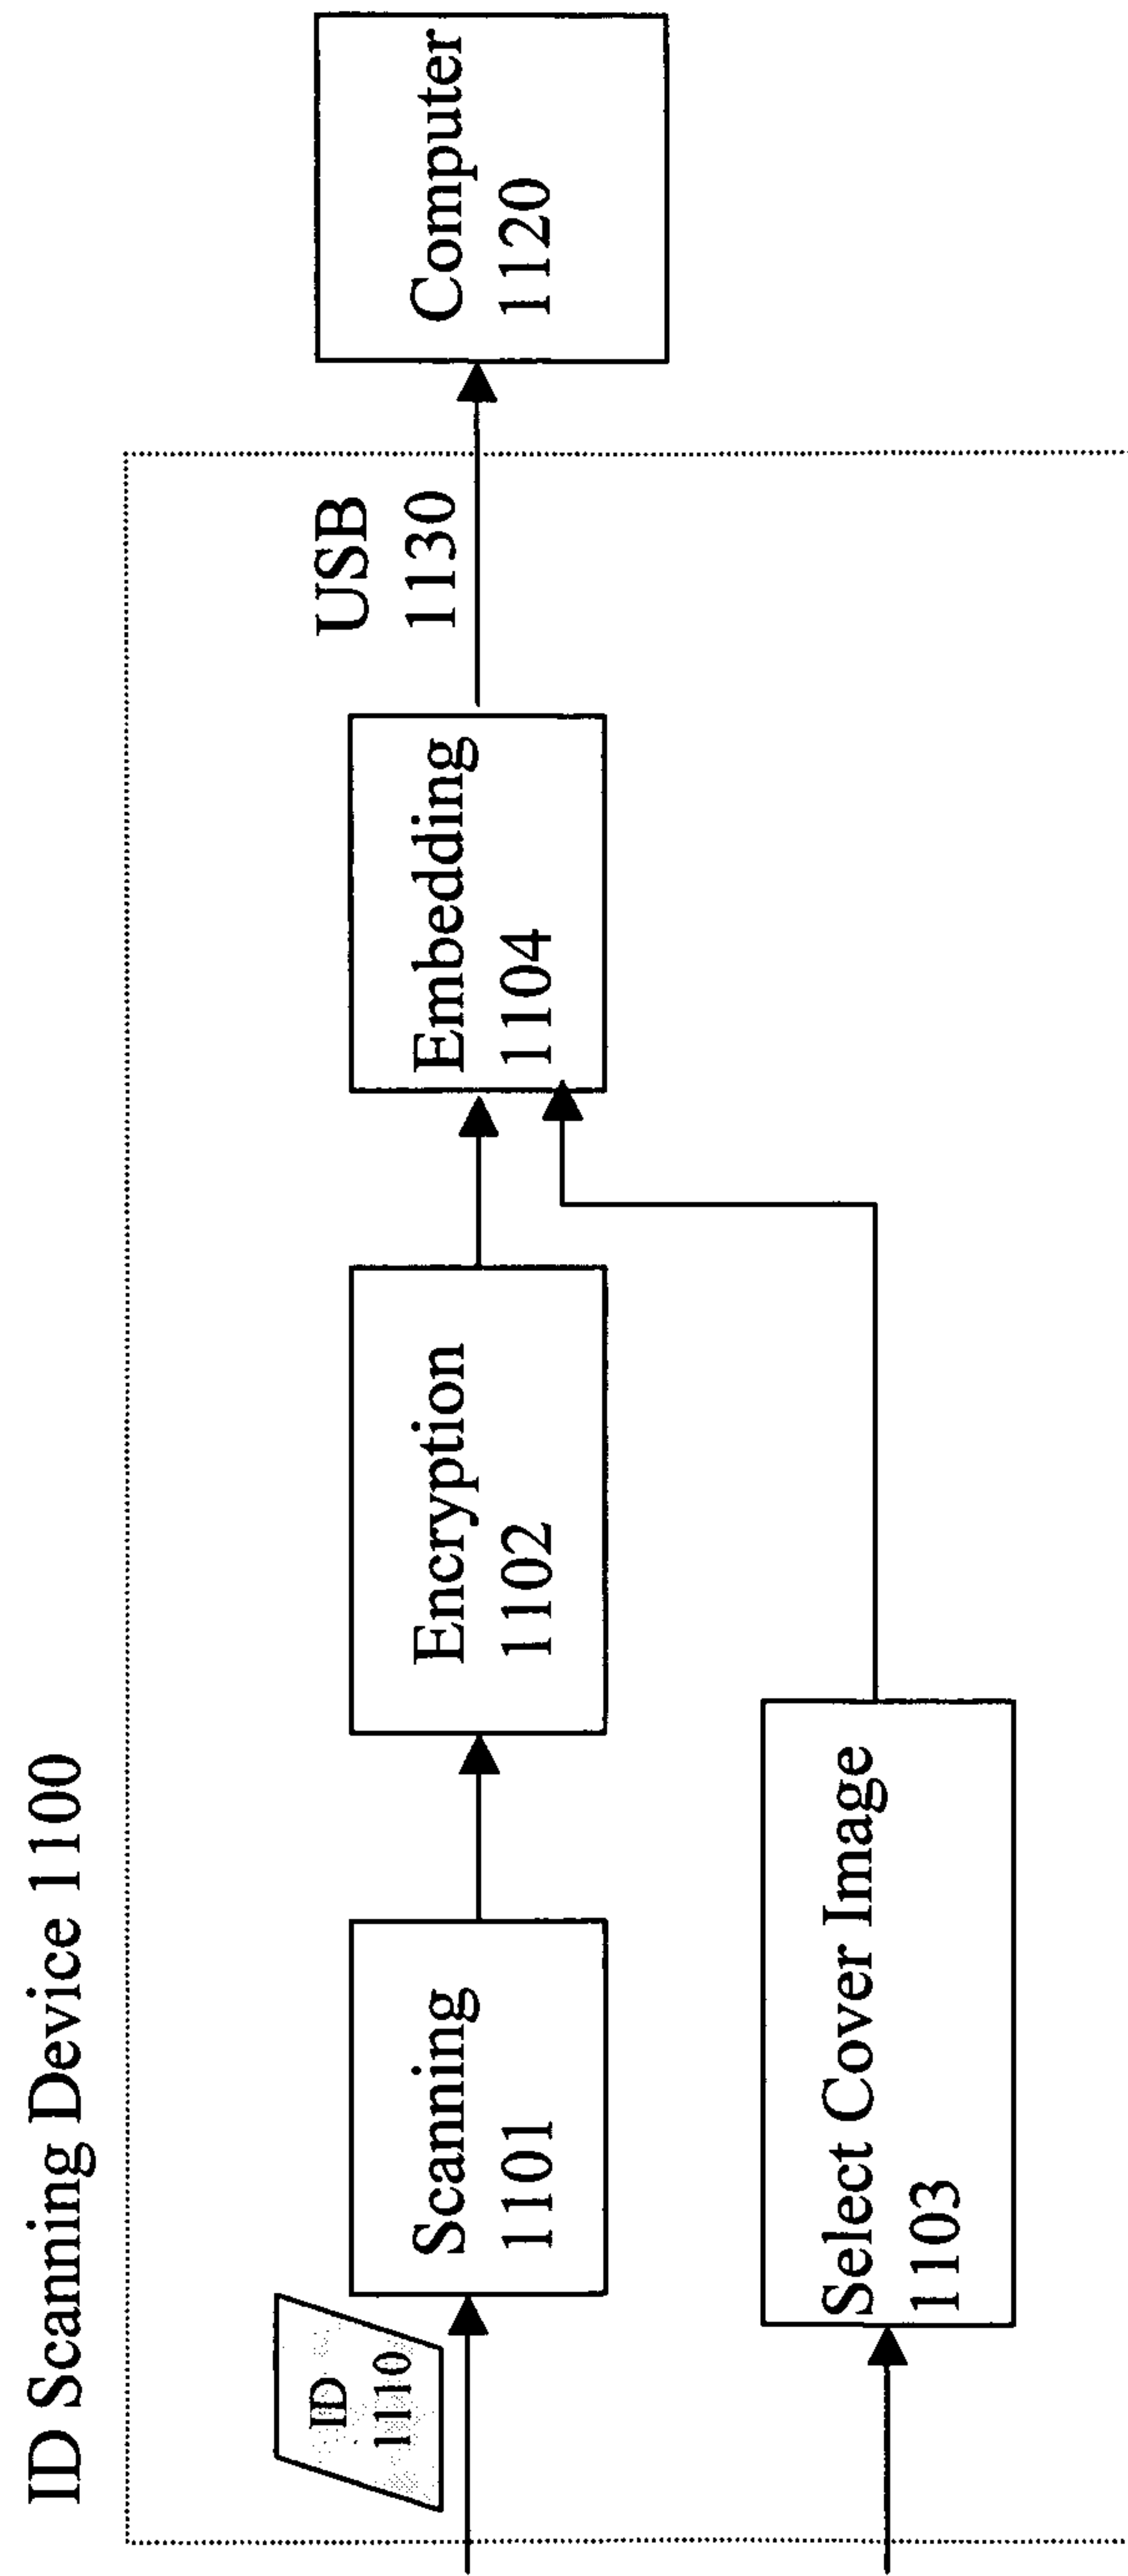 ID Scanning Device 1100
ID
1110
Scanning
1101
Encryption
1102
Embedding
1104
USB
1130
Computer
1120
Select Cover Image
1103